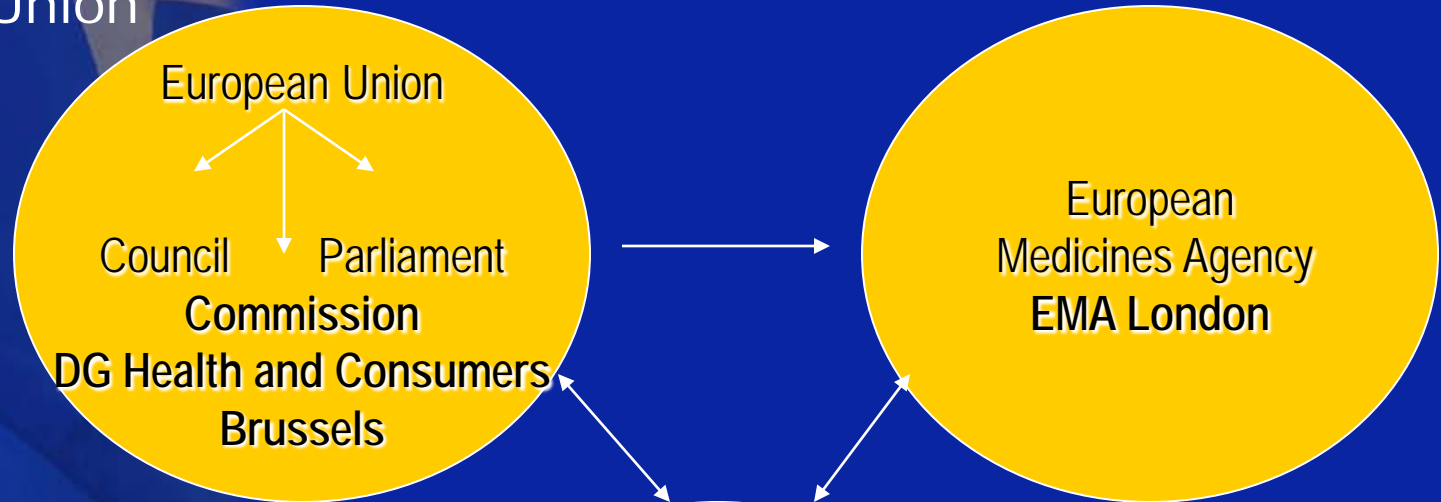 Union
European Union
Council Parliament
Commission
DG Health and Consumers
Brussels
European
Medicines Agency
EMA London